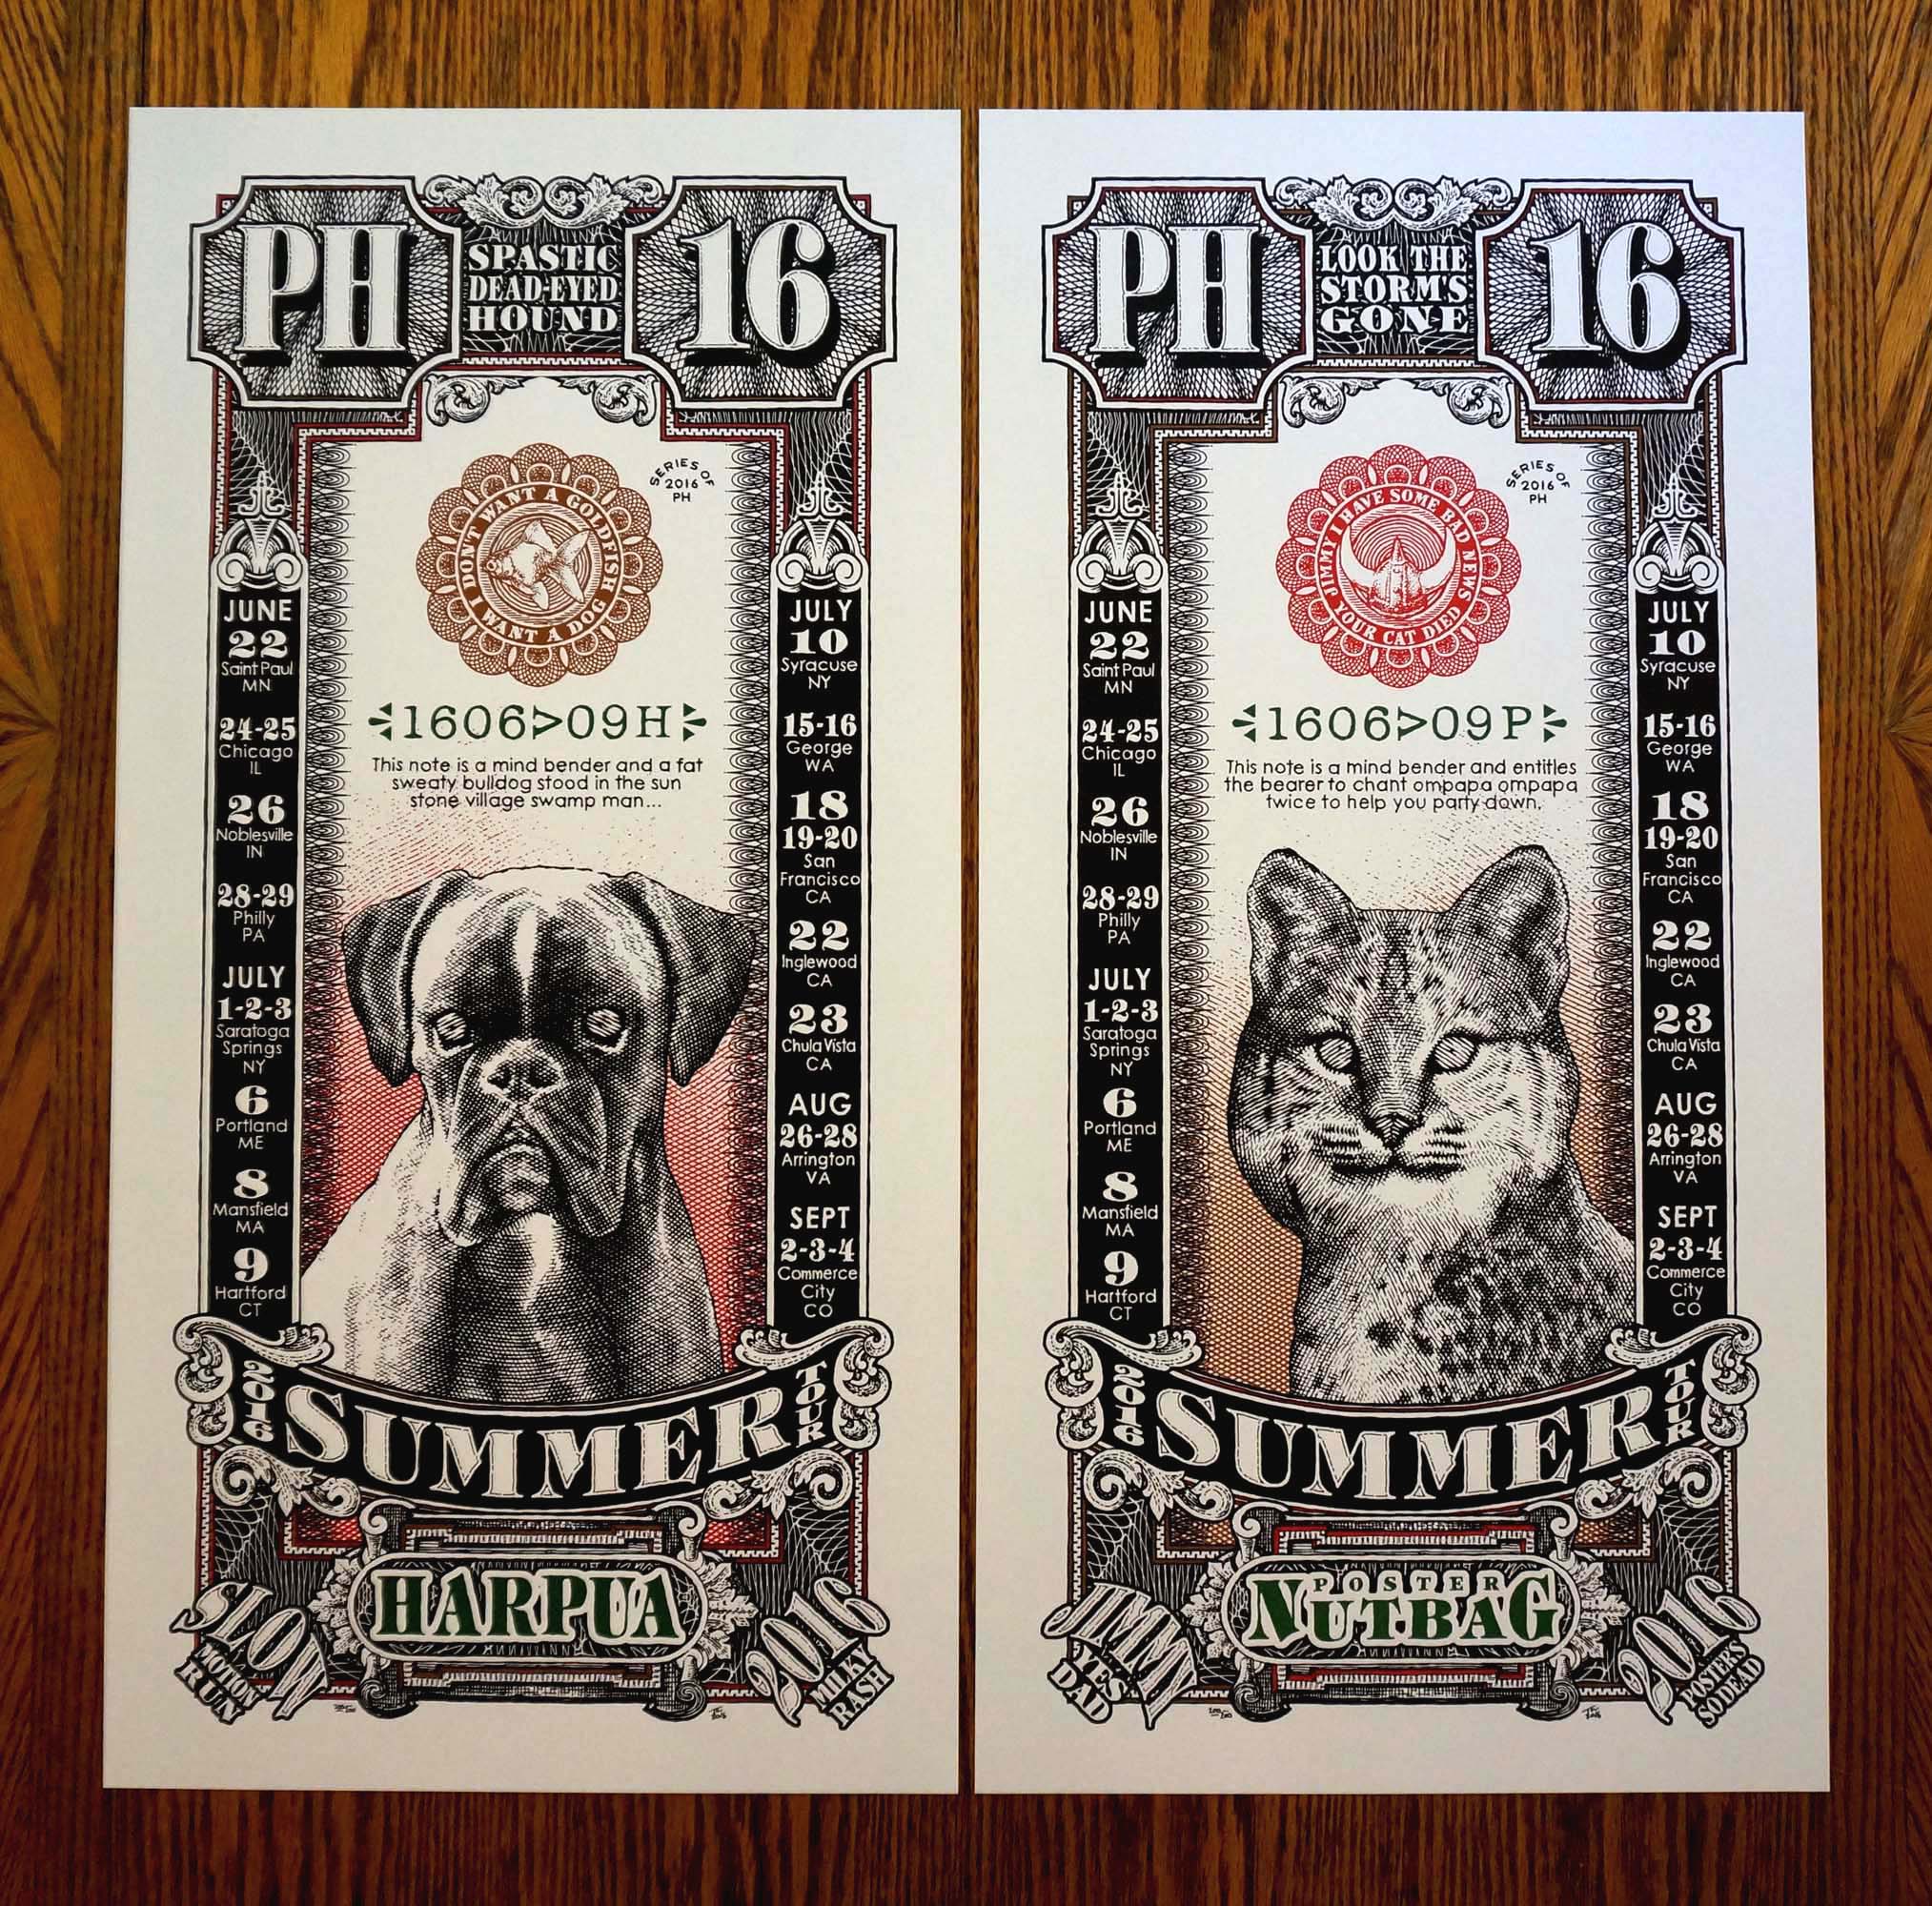 PH
SPASTIC
DEAD-EYED
HOUND
16
I DON'T WANT A GOLDFISH
I WANT A DOG
SERIES OF
2016
PH
1606>09H
This note is a mind bender and a fat
sweaty bulldog stood in the sun
stone village swamp man...
JUNE
22
Saint Paul
MN
24-25
Chicago
IL
26
Noblesville
IN
28-29
Philly
PA
JULY
1-2-3
Saratoga
Springs
NY
6
Portland
ME
8
Mansfield
MA
9
Hartford
CT
JULY
10
Syracuse
NY
15-16
George
WA
18
19-20
San
Francisco
CA
22
Inglewood
CA
23
Chula Vista
CA
AUG
26-28
Arrington
VA
SEPT
2-3-4
Commerce
City
CO
2016
SUMMER
TOUR
HARPUA
SLOW
MOTION
RUN
2016
MILKY
RASH
PH
LOOK THE
STORM'S
GONE
16
JIMMY I HAVE SOME BAD NEWS
YOUR CAT DIED
SERIES OF
2016
PH
1606>09P
This note is a mind bender and entitles
the bearer to chant ompapa ompapa
twice to help you party down.
JUNE
22
Saint Paul
MN
24-25
Chicago
IL
26
Noblesville
IN
28-29
Philly
PA
JULY
1-2-3
Saratoga
Springs
NY
6
Portland
ME
8
Mansfield
MA
9
Hartford
CT
JULY
10
Syracuse
NY
15-16
George
WA
18
19-20
San
Francisco
CA
22
Inglewood
CA
23
Chula Vista
CA
AUG
26-28
Arrington
VA
SEPT
2-3-4
Commerce
City
CO
2016
SUMMER
TOUR
POSTER
NUTBAG
JIMMY
YES
DAD
2016
POSTER'S
SO DEAD